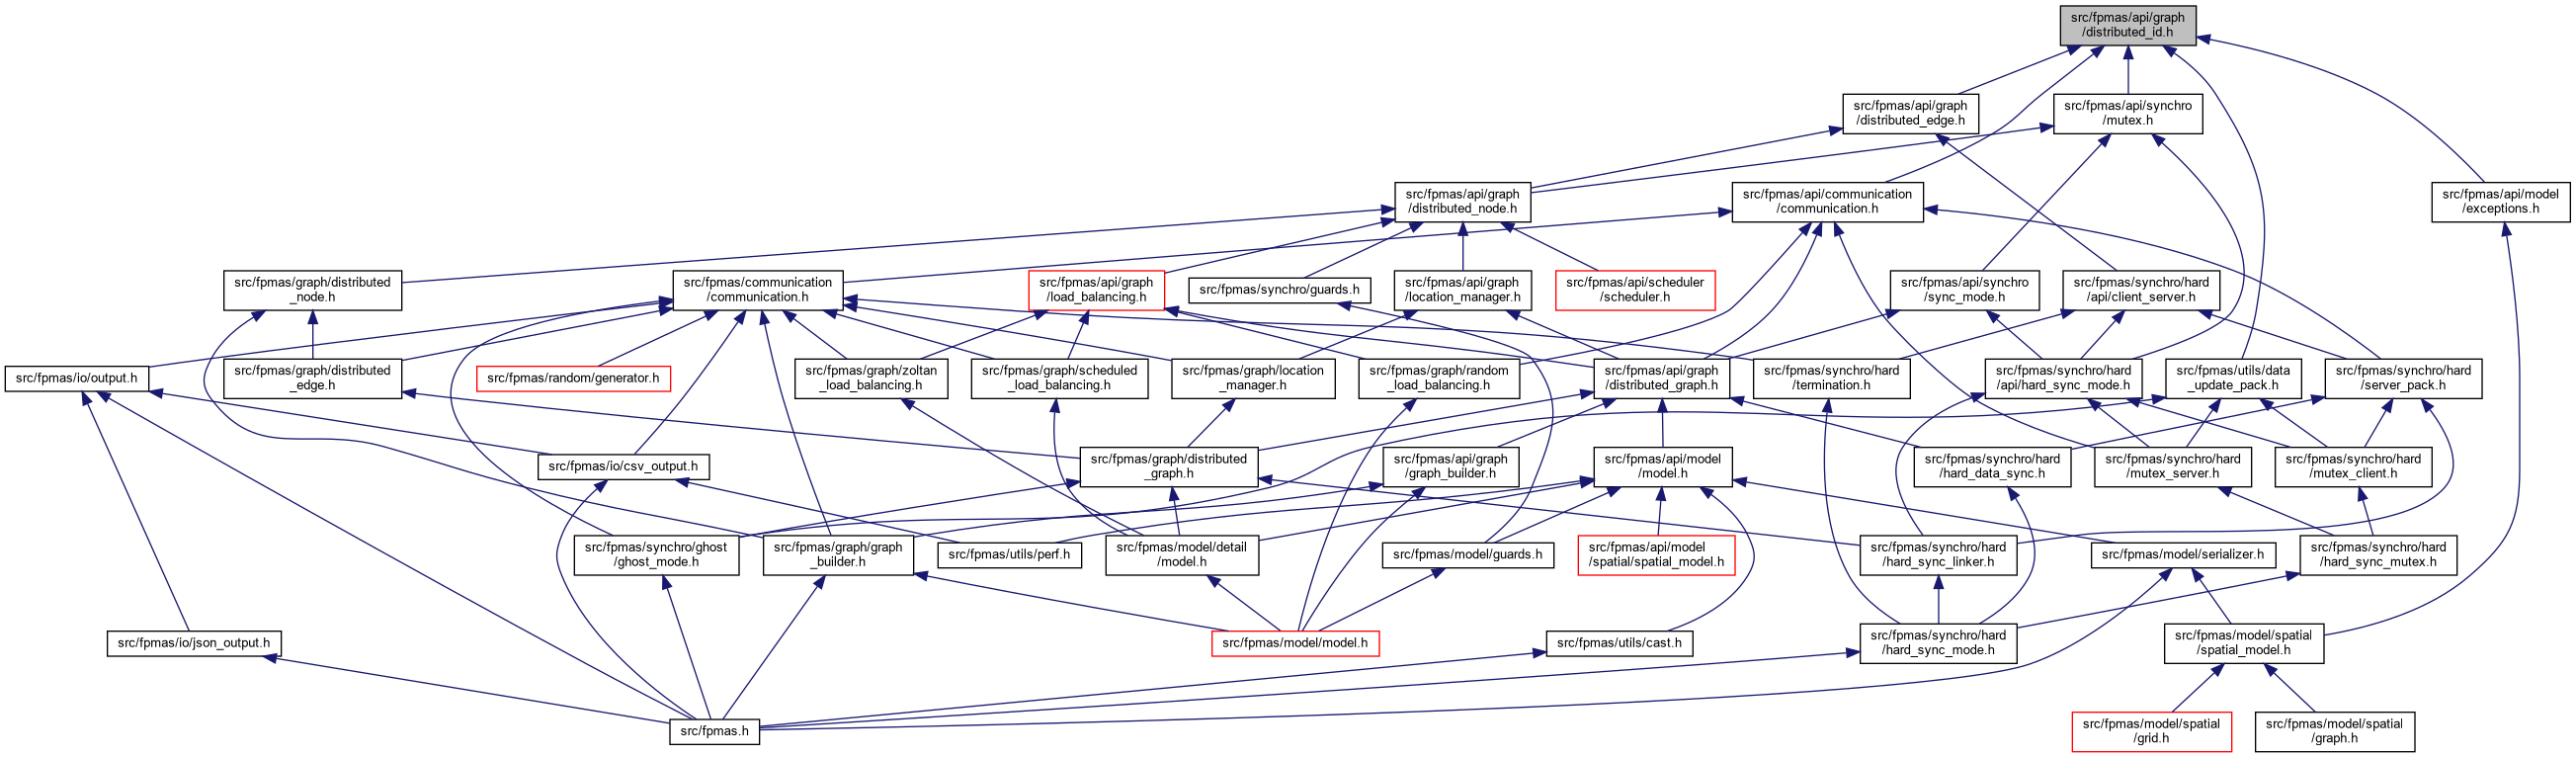 src/fpmas/api/graph
/distributed_id.h
src/fpmas/api/graph
/distributed_edge.h
src/fpmas/api/synchro
/mutex.h
src/fpmas/api/graph
/distributed_node.h
src/fpmas/api/communication
/communication.h
src/fpmas/api/model
/exceptions.h
src/fpmas/graph/distributed
_node.h
src/fpmas/communication
/communication.h
src/fpmas/api/graph
/load_balancing.h
src/fpmas/synchro/guards.h
src/fpmas/api/graph
/location_manager.h
src/fpmas/api/scheduler
/scheduler.h
src/fpmas/api/synchro
/sync_mode.h
src/fpmas/synchro/hard
/api/client_server.h
src/fpmas/io/output.h
src/fpmas/graph/distributed
_edge.h
src/fpmas/random/generator.h
src/fpmas/graph/zoltan
_load_balancing.h
src/fpmas/graph/scheduled
_load_balancing.h
src/fpmas/graph/location
_manager.h
src/fpmas/graph/random
_load_balancing.h
src/fpmas/api/graph
/distributed_graph.h
src/fpmas/synchro/hard
/termination.h
src/fpmas/synchro/hard
/api/hard_sync_mode.h
src/fpmas/utils/data
_update_pack.h
src/fpmas/synchro/hard
/server_pack.h
src/fpmas/io/csv_output.h
src/fpmas/graph/distributed
_graph.h
src/fpmas/api/graph
/graph_builder.h
src/fpmas/api/model
/model.h
src/fpmas/synchro/hard
/hard_data_sync.h
src/fpmas/synchro/hard
/mutex_server.h
src/fpmas/synchro/hard
/mutex_client.h
src/fpmas/synchro/ghost
/ghost_mode.h
src/fpmas/graph/graph
_builder.h
src/fpmas/utils/perf.h
src/fpmas/model/detail
/model.h
src/fpmas/model/guards.h
src/fpmas/api/model
/spatial/spatial_model.h
src/fpmas/synchro/hard
/hard_sync_linker.h
src/fpmas/model/serializer.h
src/fpmas/synchro/hard
/hard_sync_mutex.h
src/fpmas/io/json_output.h
src/fpmas/model/model.h
src/fpmas/utils/cast.h
src/fpmas/synchro/hard
/hard_sync_mode.h
src/fpmas/model/spatial
/spatial_model.h
src/fpmas.h
src/fpmas/model/spatial
/grid.h
src/fpmas/model/spatial
/graph.h